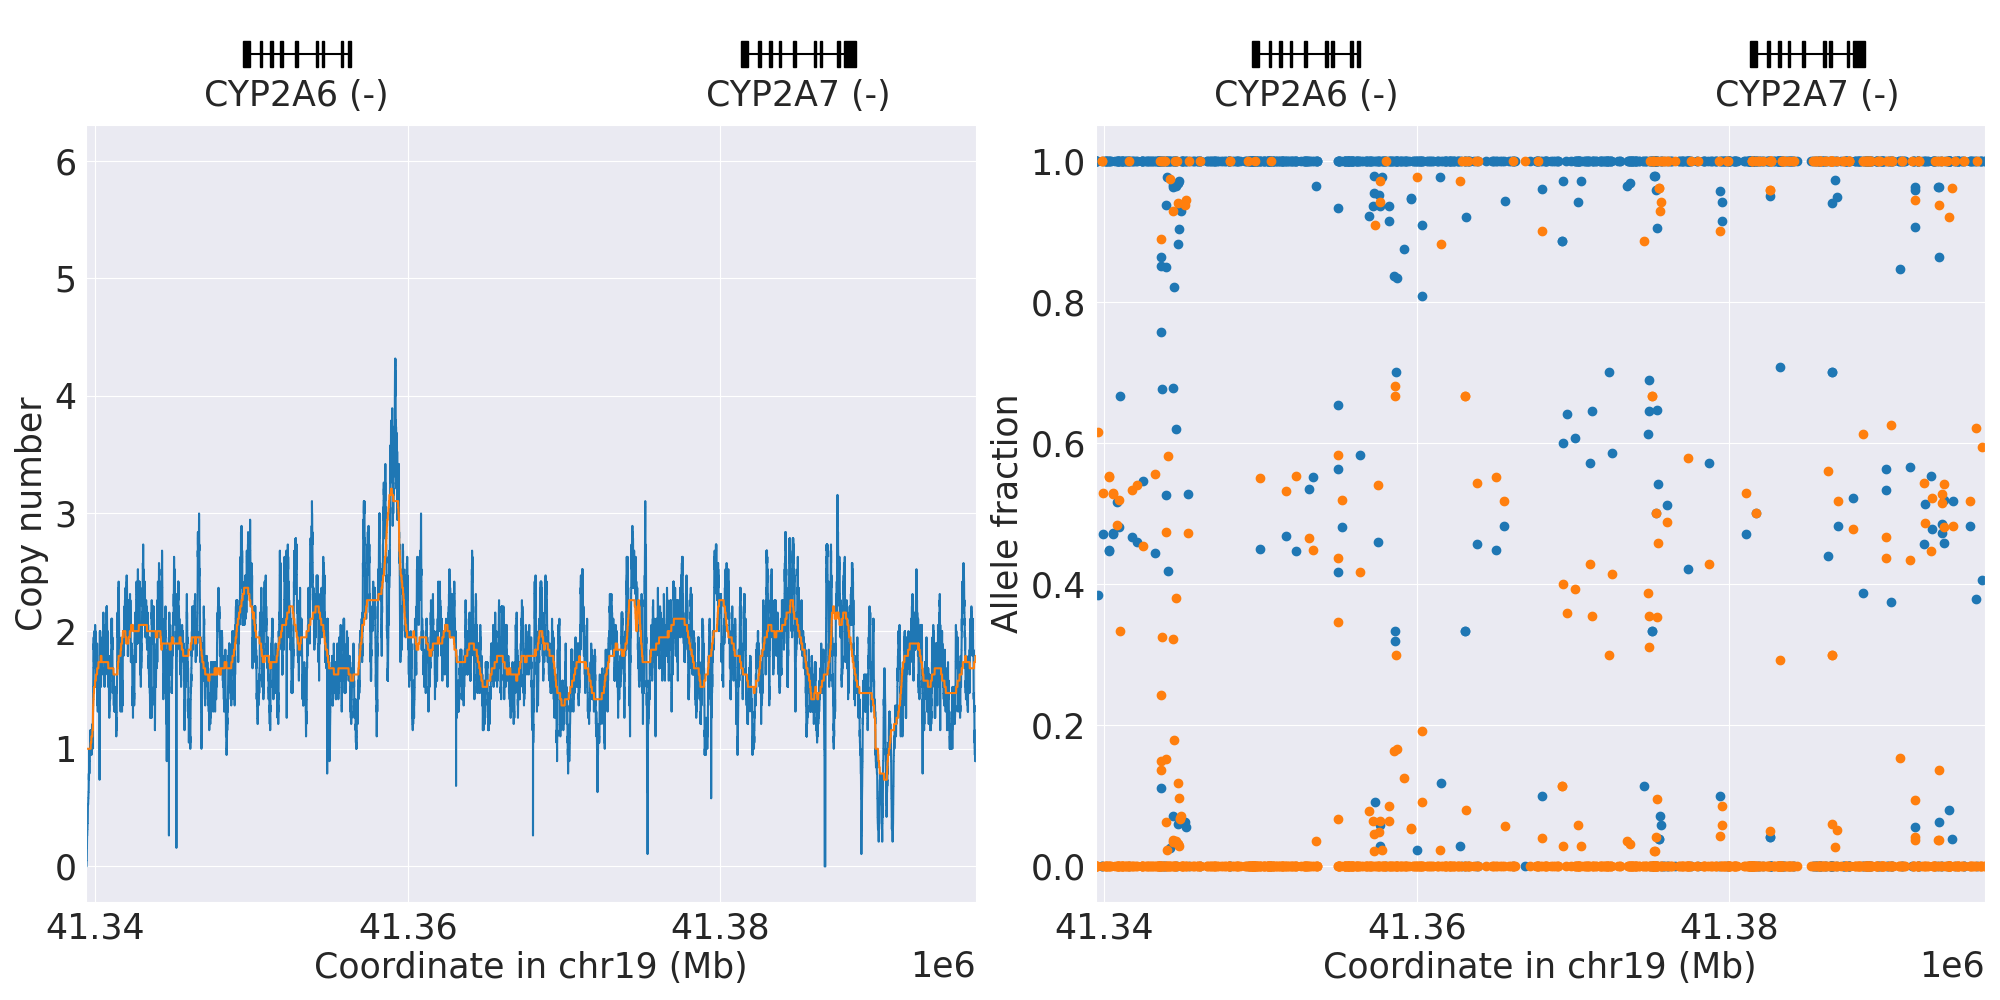 CYP2A6 (-) CYP2A7 (-)
6
5
4
3
2
1
0
Copy number
41.34 41.36 41.38
Coordinate in chr19 (Mb) 1e6
CYP2A6 (-) CYP2A7 (-)
1.0
0.8
0.6
0.4
0.2
0.0
Allele fraction
41.34 41.36 41.38
Coordinate in chr19 (Mb) 1e6